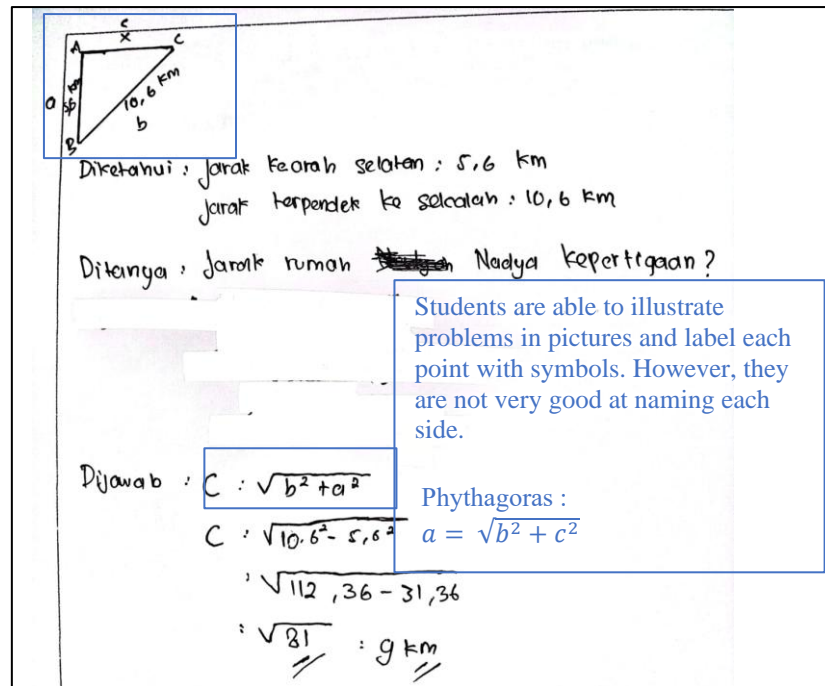 c
x
A C
a 5,6 km 10,6 km
b
B
Diketahui : jarak kearah selatan : 5,6 km
jarak terpendek ke sekolah : 10,6 km
Ditanya : Jarak rumah Nadya kepertigaan?
Students are able to illustrate
problems in pictures and label each
point with symbols. However, they
are not very good at naming each
side.
Phythagoras :
a = √b² + c²
Dijawab : C : √b² + a²
C : √10.6² - 5,6²
: √112,36 - 31,36
: √81 : 9 km